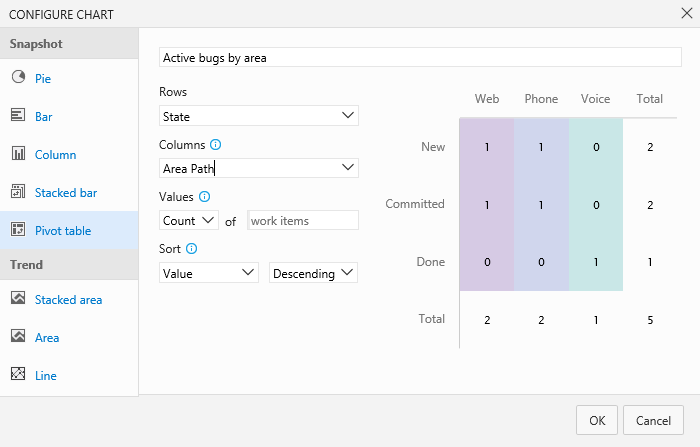 CONFIGURE CHART
Snapshot
Pie
Bar
Column
Stacked bar
Pivot table
Trend
Stacked area
Area
Line
Active bugs by area
Rows
State
Columns
Area Path
Values
Count of work items
Sort
Value Descending
Web Phone Voice Total
New 1 1 0 2
Committed 1 1 0 2
Done 0 0 1 1
Total 2 2 1 5
OK Cancel